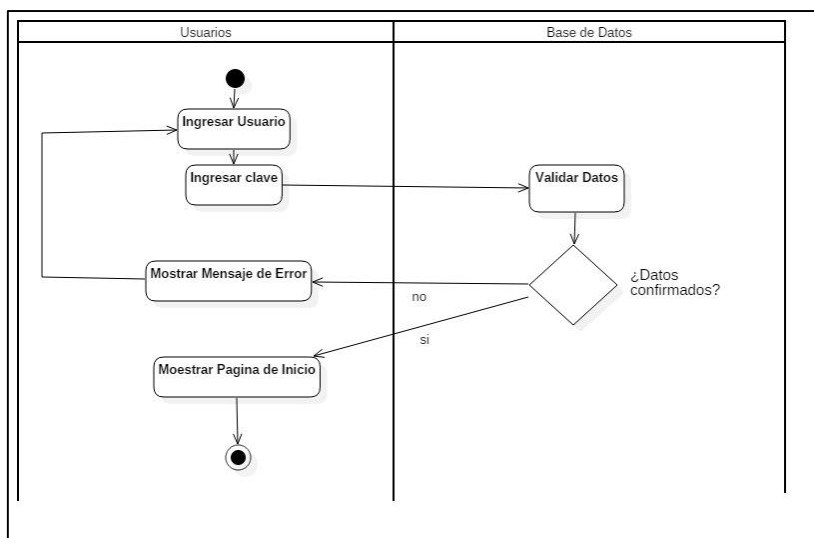 Usuarios
Base de Datos
Ingresar Usuario
Ingresar clave
Validar Datos
Mostrar Mensaje de Error
¿Datos
confirmados?
no
si
Moestrar Pagina de Inicio